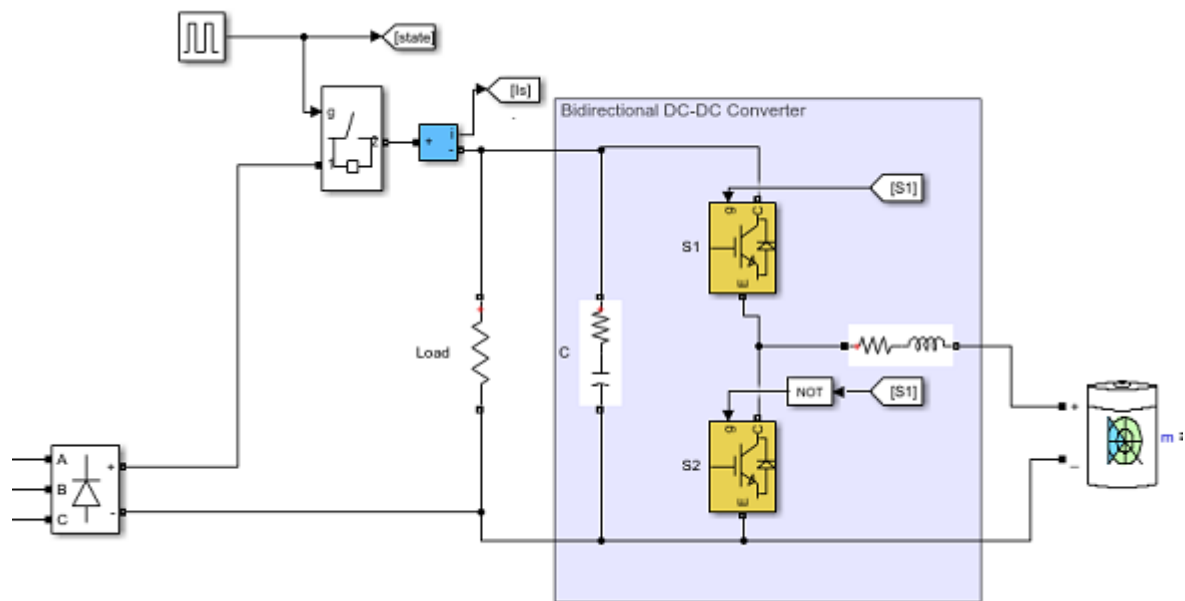 [state]
[Is]
g
1
2
+
i
-
Bidirectional DC-DC Converter
[S1]
g
C
S1
E
Load
C
NOT
[S1]
g
C
S2
E
+
m
_
A
B
C
+
-